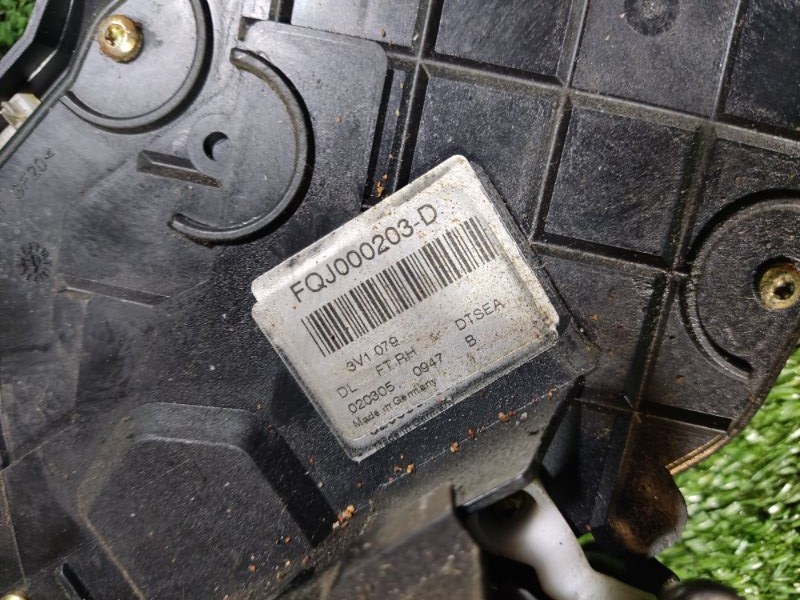 FQJ000203-D
3V1 079 DTSEA
DL FT RH B
020305 0947
Made in Germany